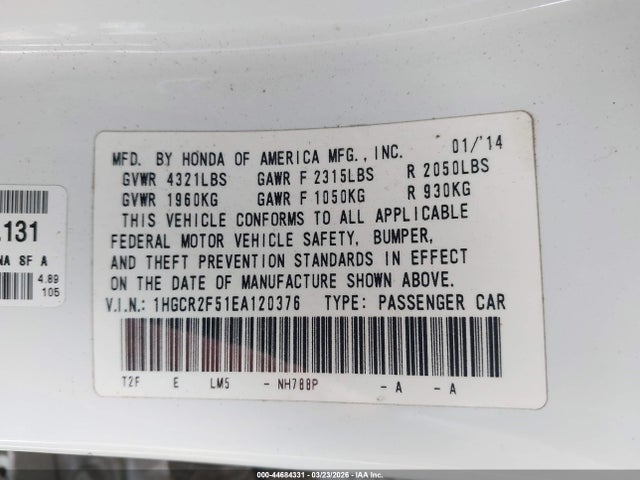 MFD. BY HONDA OF AMERICA MFG., INC. 01/'14
GVWR 4321LBS GAWR F 2315LBS R 2050LBS
GVWR 1960KG GAWR F 1050KG R 930KG
THIS VEHICLE CONFORMS TO ALL APPLICABLE
FEDERAL MOTOR VEHICLE SAFETY, BUMPER,
AND THEFT PREVENTION STANDARDS IN EFFECT
ON THE DATE OF MANUFACTURE SHOWN ABOVE.
V.I.N.: 1HGCR2F51EA120376 TYPE: PASSENGER CAR
T2F E LM5 - NH788P - A - A
.131
NA SF A
4.89
105
000-44684331 - 03/23/2026 - IAA Inc.